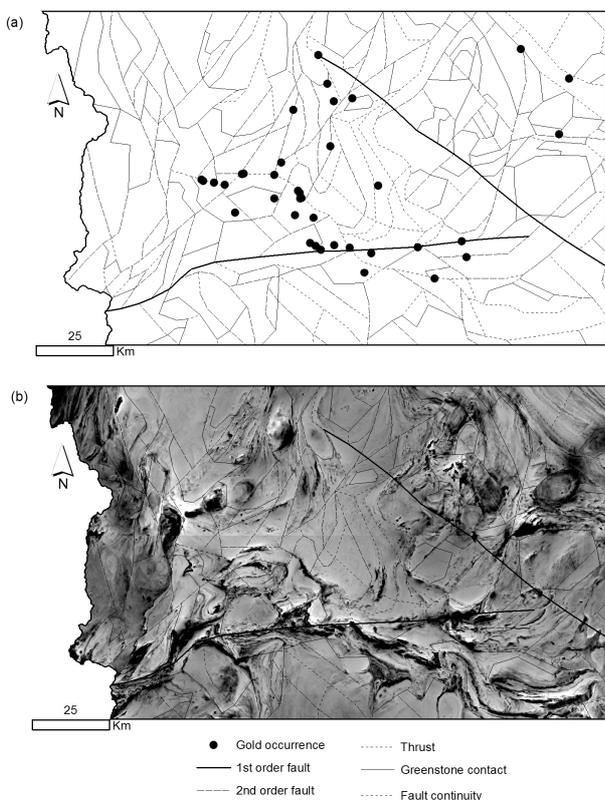 (a)
N
25
Km
(b)
N
25
Km
Gold occurrence
1st order fault
2nd order fault
Thrust
Greenstone contact
Fault continuity